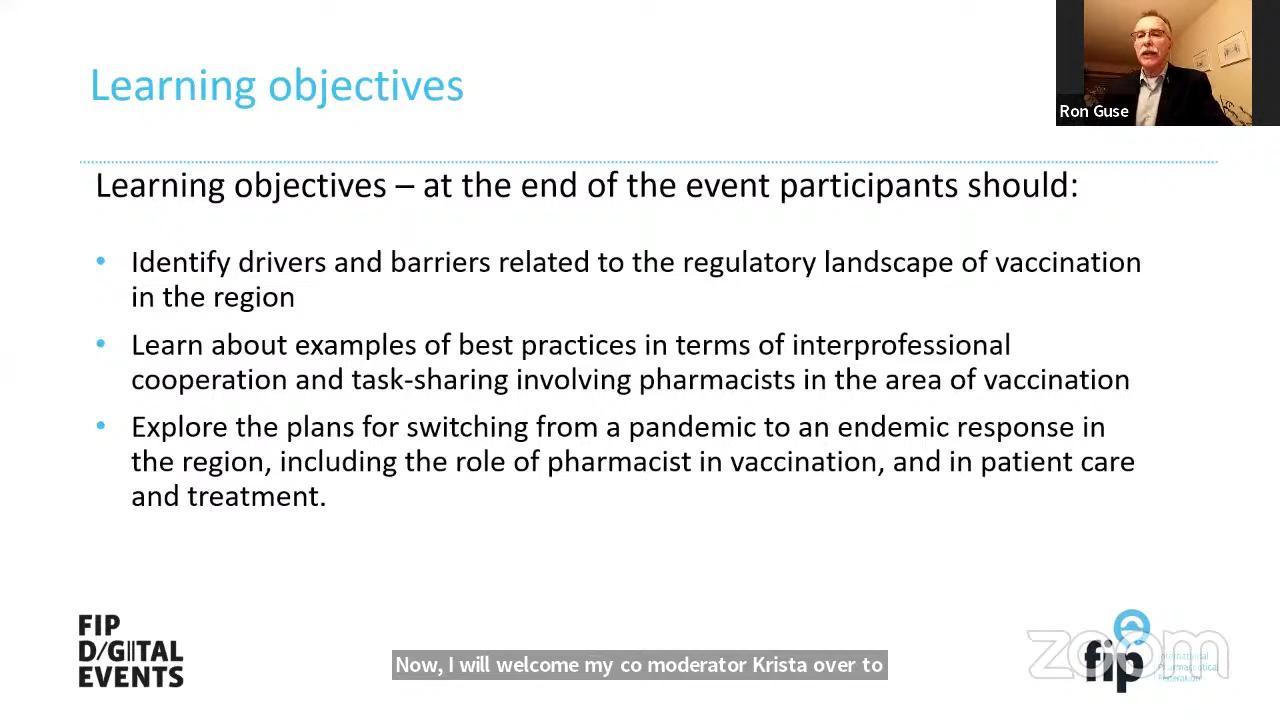 Learning objectives
Ron Guse
Learning objectives – at the end of the event participants should:
• Identify drivers and barriers related to the regulatory landscape of vaccination
in the region
• Learn about examples of best practices in terms of interprofessional
cooperation and task-sharing involving pharmacists in the area of vaccination
• Explore the plans for switching from a pandemic to an endemic response in
the region, including the role of pharmacist in vaccination, and in patient care
and treatment.
FIP
D/GITAL
EVENTS
Now, I will welcome my co moderator Krista over to
zoom
fip
International
Pharmaceutical
Federation